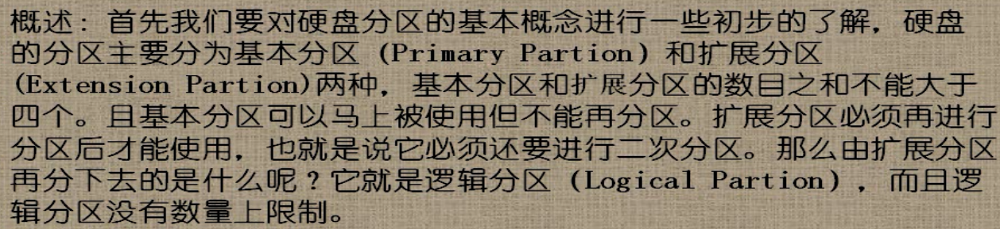 概述：首先我们要对硬盘分区的基本概念进行一些初步的了解，硬盘
的分区主要分为基本分区 (Primary Partion) 和扩展分区
(Extension Partion)两种，基本分区和扩展分区的数目之和不能大于
四个。且基本分区可以马上被使用但不能再分区。扩展分区必须再进行
分区后才能使用，也就是说它必须还要进行二次分区。那么由扩展分区
再分下去的是什么呢？它就是逻辑分区 (Logical Partion) ，而且逻
辑分区没有数量上限制。